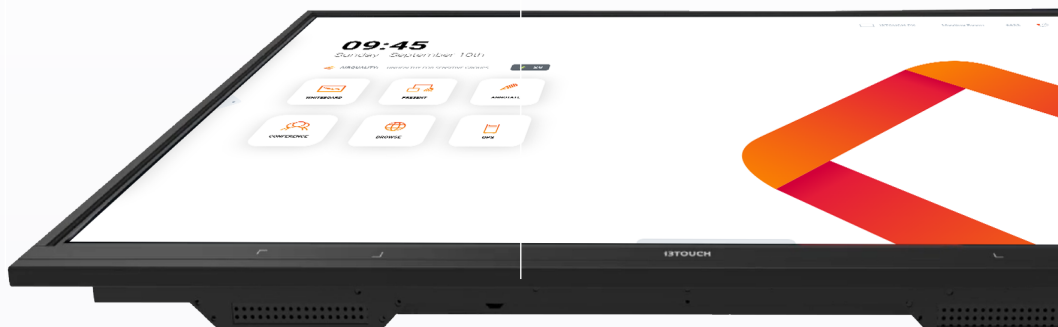 09:45
Sunday September 10th
WHITEBOARD
PRESENT
ANNOTATE
CONFERENCE
BROWSE
OPS
i3TOUCH